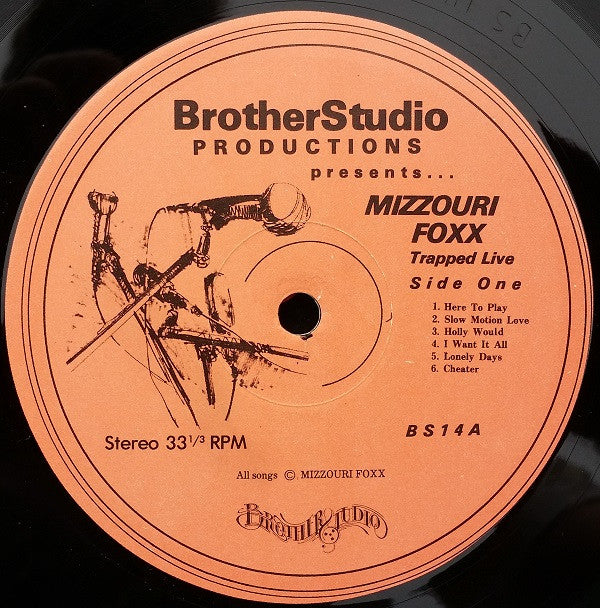 BrotherStudio
PRODUCTIONS
presents...
MIZZOURI
FOXX
Trapped Live
Side One
1. Here To Play
2. Slow Motion Love
3. Holly Would
4. I Want It All
5. Lonely Days
6. Cheater
Stereo 33 1/3 RPM
BS14A
All songs © MIZZOURI FOXX
BROTHER STUDIO